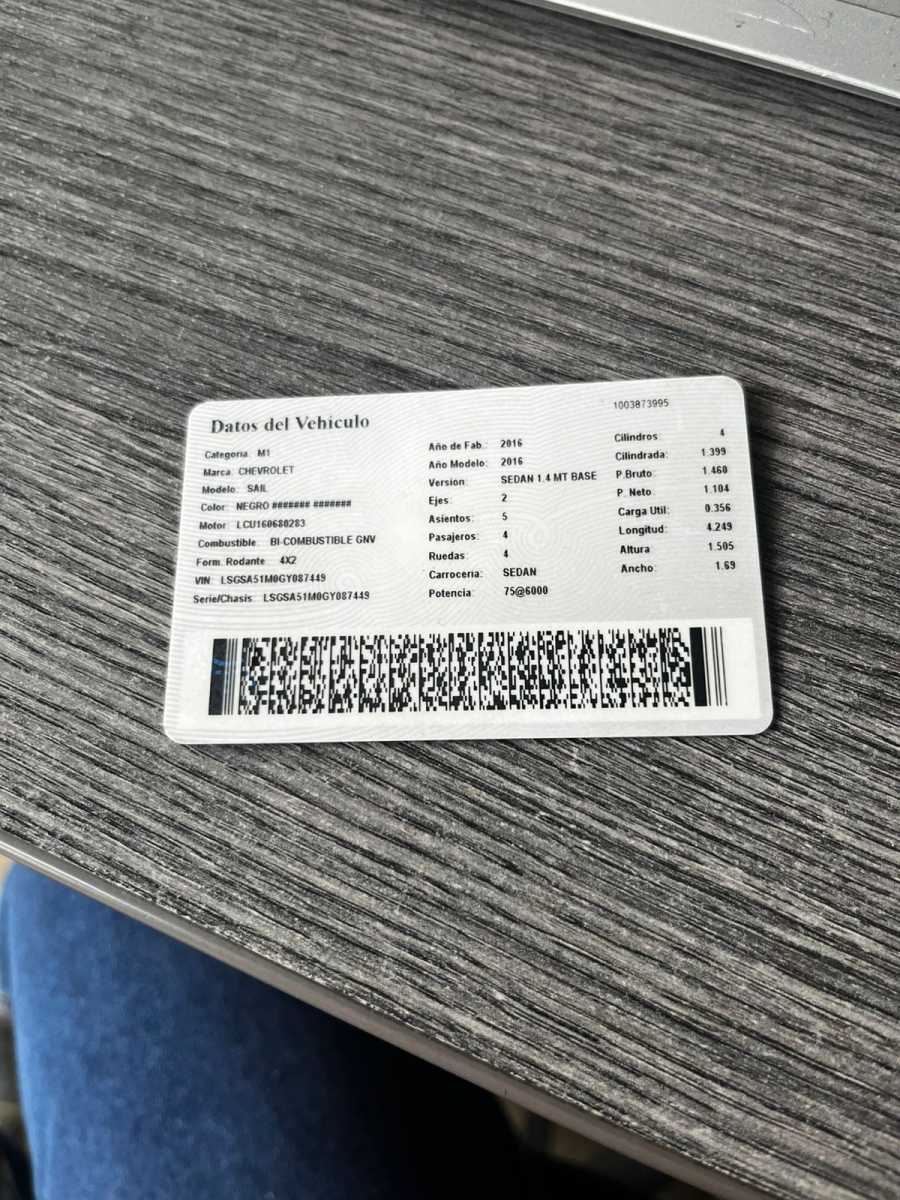 Datos del Vehiculo
1003873995
Categoria: M1
Marca: CHEVROLET
Modelo: SAIL
Color: NEGRO ####### #######
Motor: LCU160680283
Combustible: BI-COMBUSTIBLE GNV
Form. Rodante: 4X2
VIN: LSGSA51M0GY087449
Serie/Chasis: LSGSA51M0GY087449
Año de Fab.: 2016
Año Modelo: 2016
Versión: SEDAN 1.4 MT BASE
Ejes: 2
Asientos: 5
Pasajeros: 4
Ruedas: 4
Carrocería: SEDAN
Potencia: 75@6000
Cilindros: 4
Cilindrada: 1.399
P.Bruto: 1.460
P. Neto: 1.104
Carga Util: 0.356
Longitud: 4.249
Altura 1.505
Ancho: 1.69